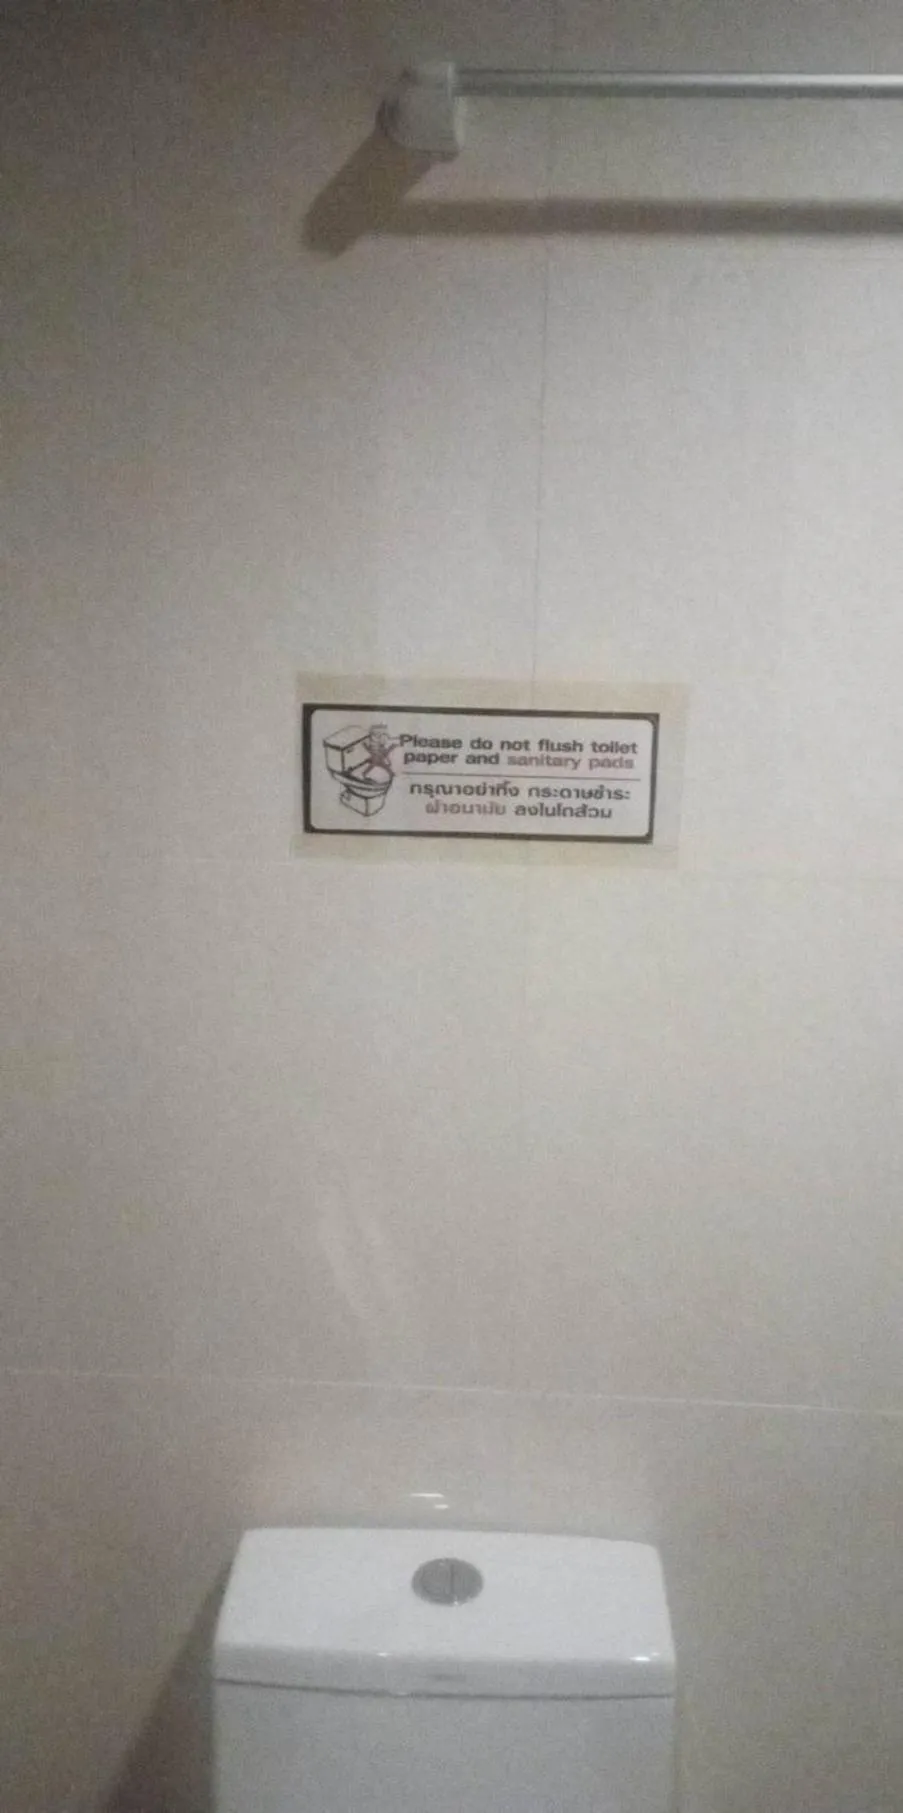 Please do not flush toilet
paper and sanitary pads
กรุณาอย่าทิ้ง กระดาษชำระ
ผ้าอนามัย ลงในโถส้วม